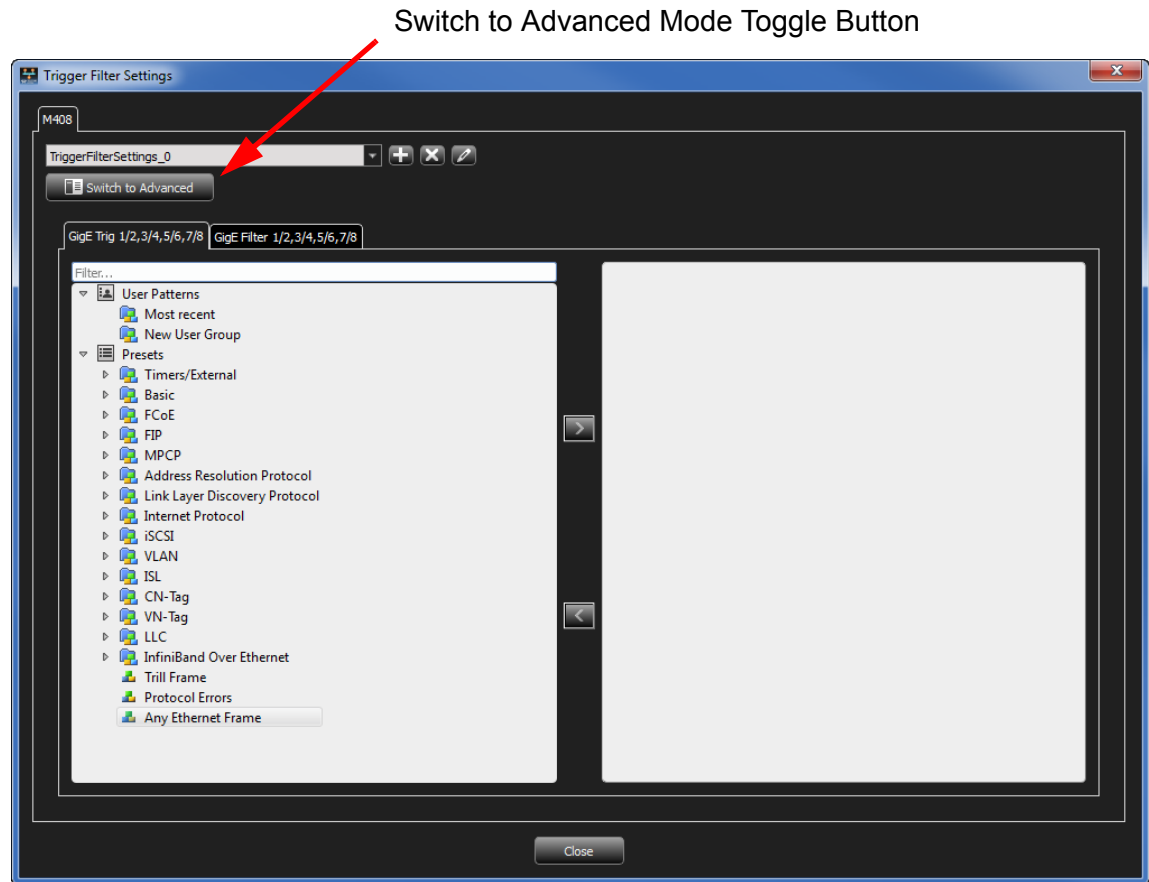 Switch to Advanced Mode Toggle Button
Trigger Filter Settings
M408
TriggerFilterSettings_0
Switch to Advanced
GigE Trig 1/2,3/4,5/6,7/8 GigE Filter 1/2,3/4,5/6,7/8
Filter...
User Patterns
Most recent
New User Group
Presets
Timers/External
Basic
FCoE
FIP
MPCP
Address Resolution Protocol
Link Layer Discovery Protocol
Internet Protocol
iSCSI
VLAN
ISL
CN-Tag
VN-Tag
LLC
InfiniBand Over Ethernet
Trill Frame
Protocol Errors
Any Ethernet Frame
Close